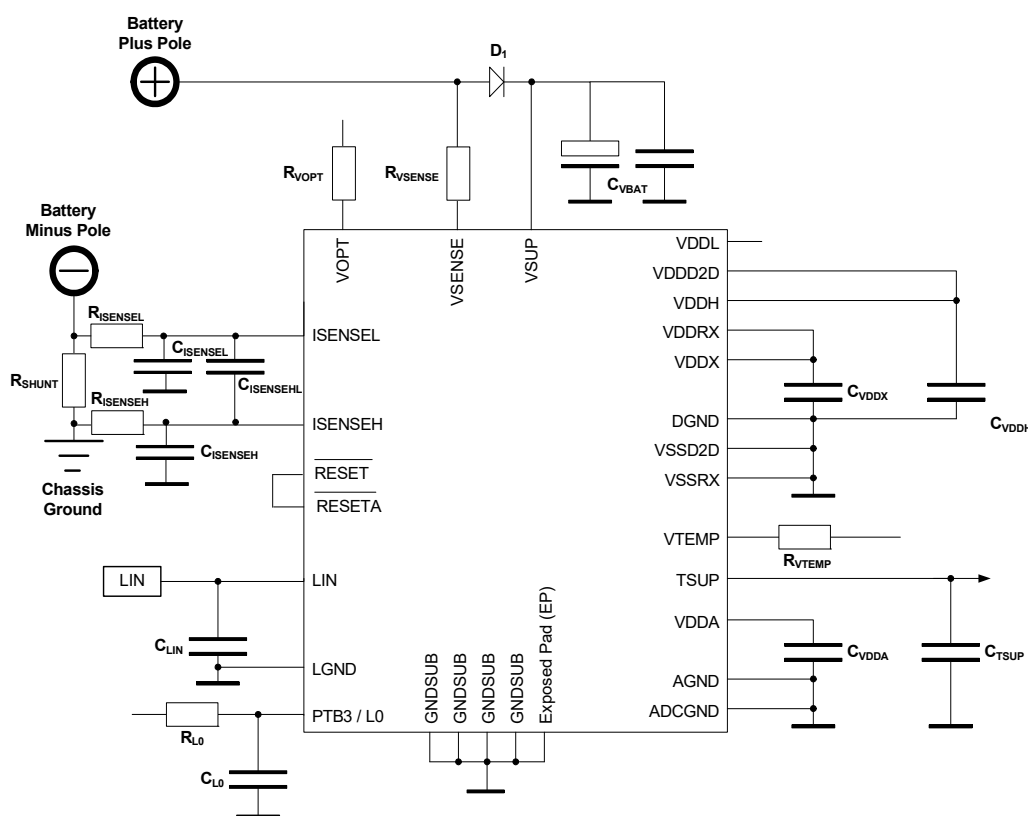 Battery
Plus Pole
D1
RVOPT
RVSENSE
CVBAT
Battery
Minus Pole
VOPT
VSENSE
VSUP
RISENSEL
CISENSEL
CISENSEHL
RSHUNT
RISENSEH
CISENSEH
Chassis
Ground
ISENSEL
ISENSEH
RESET
RESETA
LIN
LIN
CLIN
LGND
PTB3 / L0
RL0
CL0
GNDSUB
GNDSUB
GNDSUB
GNDSUB
Exposed Pad (EP)
VDDL
VDDD2D
VDDH
VDDRX
VDDX
CVDDX
CVDDH
DGND
VSSD2D
VSSRX
VTEMP
RVTEMP
TSUP
VDDA
CVDDA
CTSUP
AGND
ADCGND